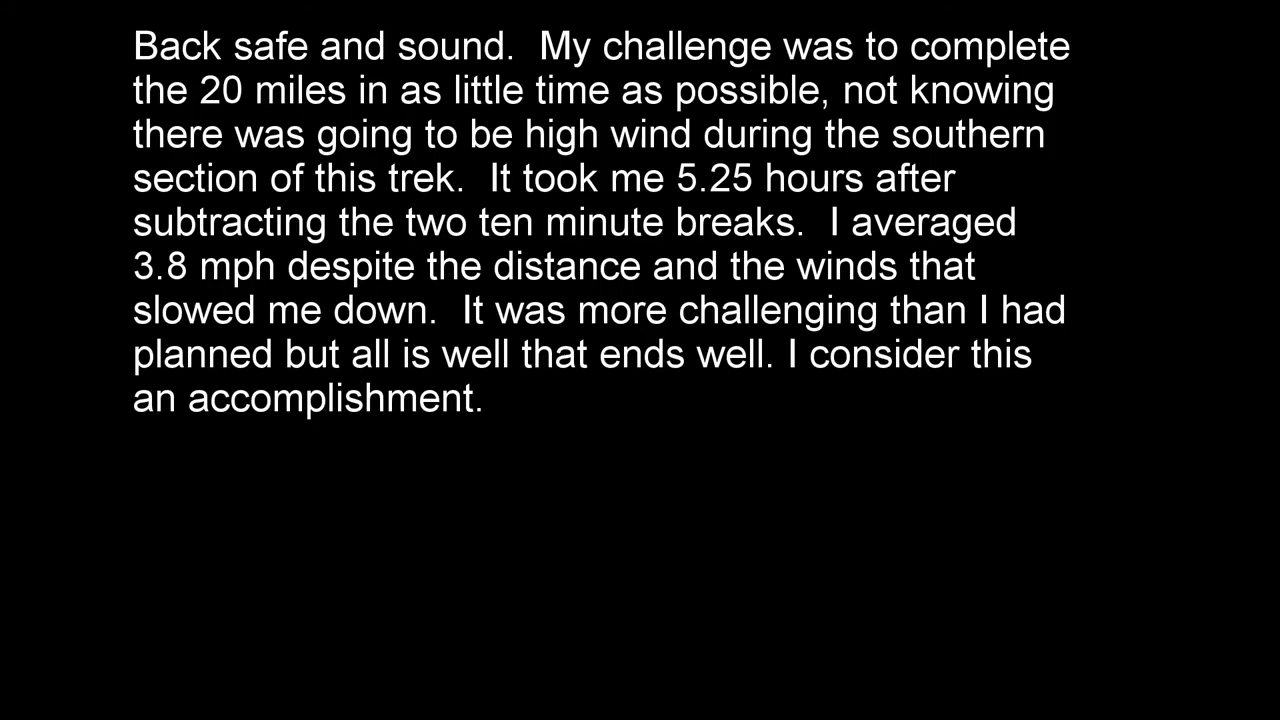 Back safe and sound.  My challenge was to complete
the 20 miles in as little time as possible, not knowing
there was going to be high wind during the southern
section of this trek.  It took me 5.25 hours after
subtracting the two ten minute breaks.  I averaged
3.8 mph despite the distance and the winds that
slowed me down.  It was more challenging than I had
planned but all is well that ends well. I consider this
an accomplishment.